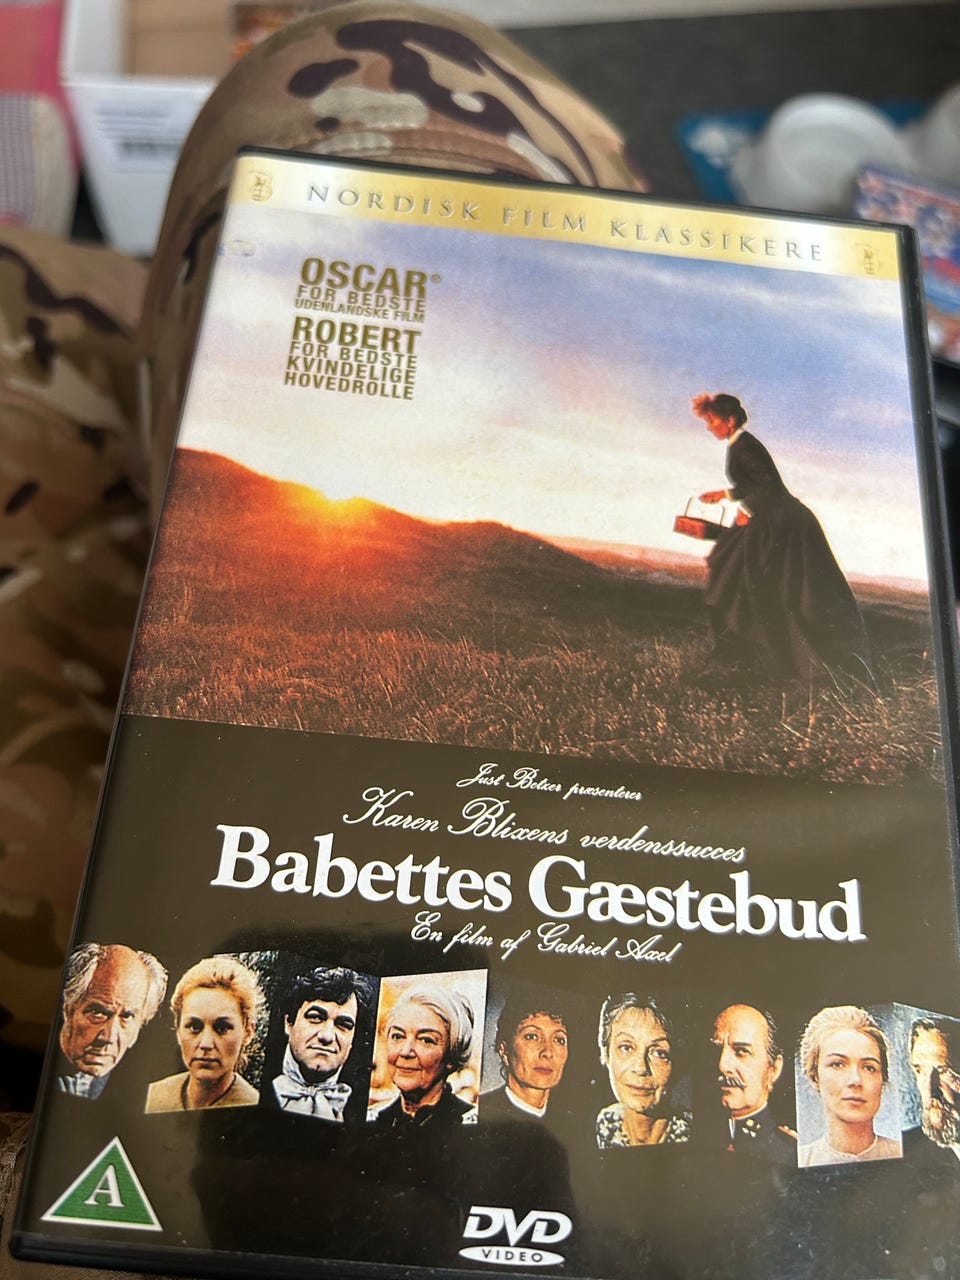 NORDISK FILM KLASSIKERE
OSCAR®
FOR BEDSTE
UDENLANDSKE FILM
ROBERT
FOR BEDSTE
KVINDELIGE
HOVEDROLLE
Just Betzer præsenterer
Karen Blixens verdenssucces
Babettes Gæstebud
En film af Gabriel Axel
A
DVD
VIDEO